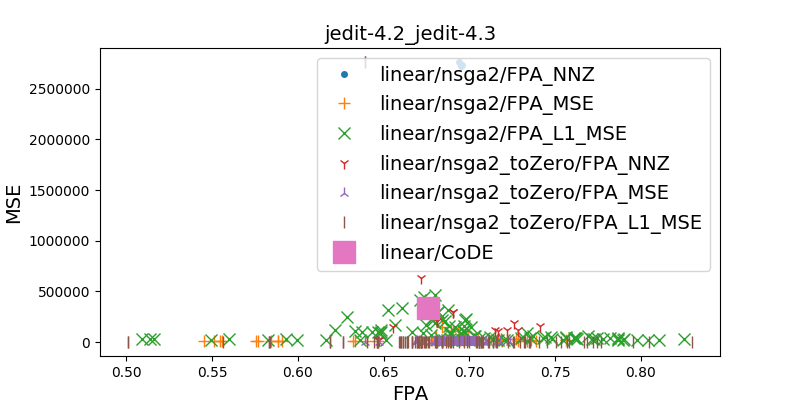 jedit-4.2_jedit-4.3
MSE
2500000
2000000
1500000
1000000
500000
0
linear/nsga2/FPA_NNZ
linear/nsga2/FPA_MSE
linear/nsga2/FPA_L1_MSE
linear/nsga2_toZero/FPA_NNZ
linear/nsga2_toZero/FPA_MSE
linear/nsga2_toZero/FPA_L1_MSE
linear/CoDE
0.50 0.55 0.60 0.65 0.70 0.75 0.80
FPA